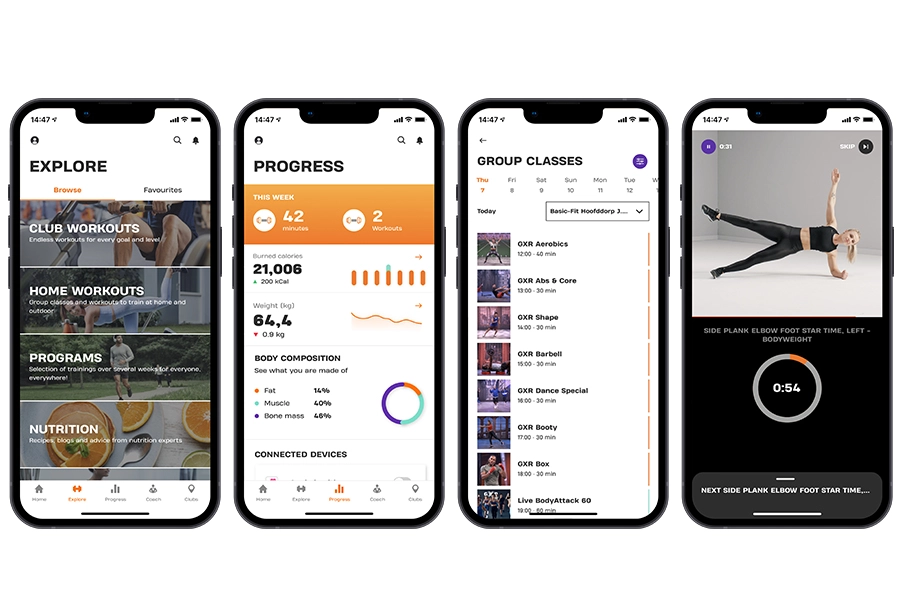 14:47
EXPLORE
Browse
Favourites
CLUB WORKOUTS
Endless workouts for every goal and level
HOME WORKOUTS
Group classes and workouts to train at home and
outdoor
PROGRAMS
Selection of trainings over several weeks for everyone,
everywhere!
NUTRITION
Recipes, blogs and advice from nutrition experts
Home
Explore
Progress
Coach
Clubs
14:47
PROGRESS
THIS WEEK
42
minutes
2
Workouts
Burned calories
21,006
200 kCal
Weight (kg)
64,4
0.9 kg
BODY COMPOSITION
See what you are made of
Fat 14%
Muscle 40%
Bone mass 46%
CONNECTED DEVICES
Home
Explore
Progress
Coach
Clubs
14:47
GROUP CLASSES
Thu Fri Sat Sun Mon Tue W
7 8 9 10 11 12
Today
Basic-Fit Hoofddorp J....
GXR Aerobics
12:00 · 40 min
GXR Abs & Core
13:00 · 30 min
GXR Shape
14:00 · 30 min
GXR Barbell
15:00 · 30 min
GXR Dance Special
16:00 · 30 min
GXR Booty
17:00 · 30 min
GXR Box
18:00 · 30 min
Live BodyAttack 60
19:00 · 60 min
14:47
0:31
SKIP
SIDE PLANK ELBOW FOOT STAR TIME, LEFT –
BODYWEIGHT
0:54
NEXT SIDE PLANK ELBOW FOOT STAR TIME,...